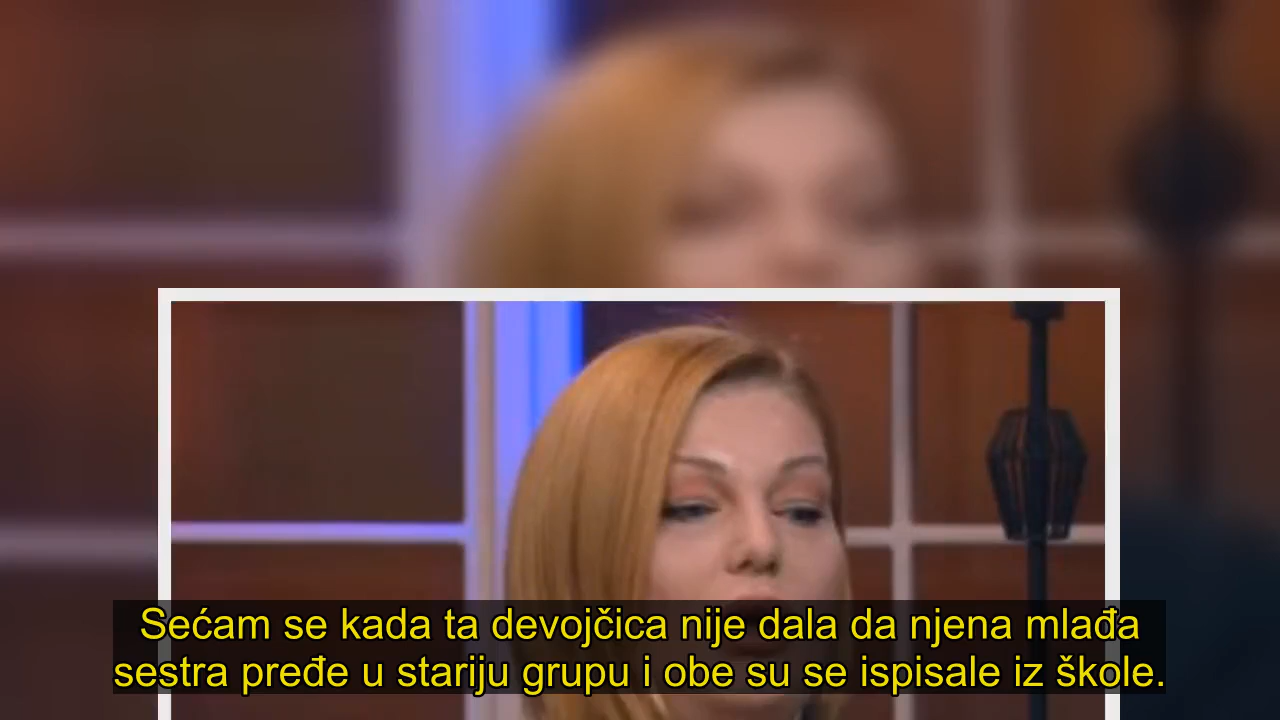 Sećam se kada ta devojčica nije dala da njena mlađa
sestra pređe u stariju grupu i obe su se ispisale iz škole.